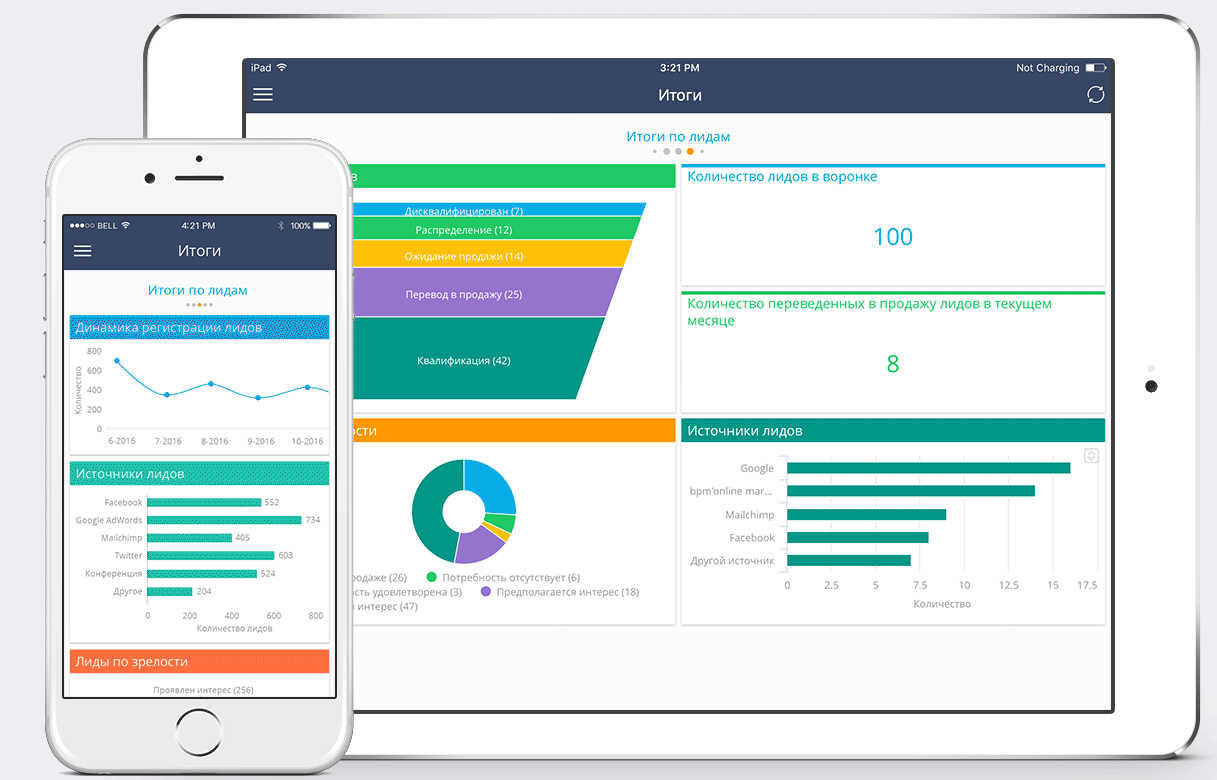 iPad
3:21 PM
Not Charging
Итоги
Итоги по лидам
Дисквалифицирован (7)
Распределение (12)
Ожидание продажи (14)
Перевод в продажу (25)
Квалификация (42)
Количество лидов в воронке
100
Количество переведенных в продажу лидов в текущем
месяце
8
Источники лидов
Google
bpm'online mar...
Mailchimp
Facebook
Другой источник
0 2.5 5 7.5 10 12.5 15 17.5
Количество
(26)
Потребность отсутствует (6)
удовлетворена (3)
Предполагается интерес (18)
интерес (47)
BELL
4:21 PM
100%
Итоги
Итоги по лидам
Динамика регистрации лидов
Количество
800
600
400
200
0
6-2016 7-2016 8-2016 9-2016 10-2016
Источники лидов
Facebook 552
Google AdWords 734
Mailchimp 405
Twitter 603
Конференция 524
Другое 204
0 200 400 600 800
Количество лидов
Лиды по зрелости
Проявлен интерес (256)